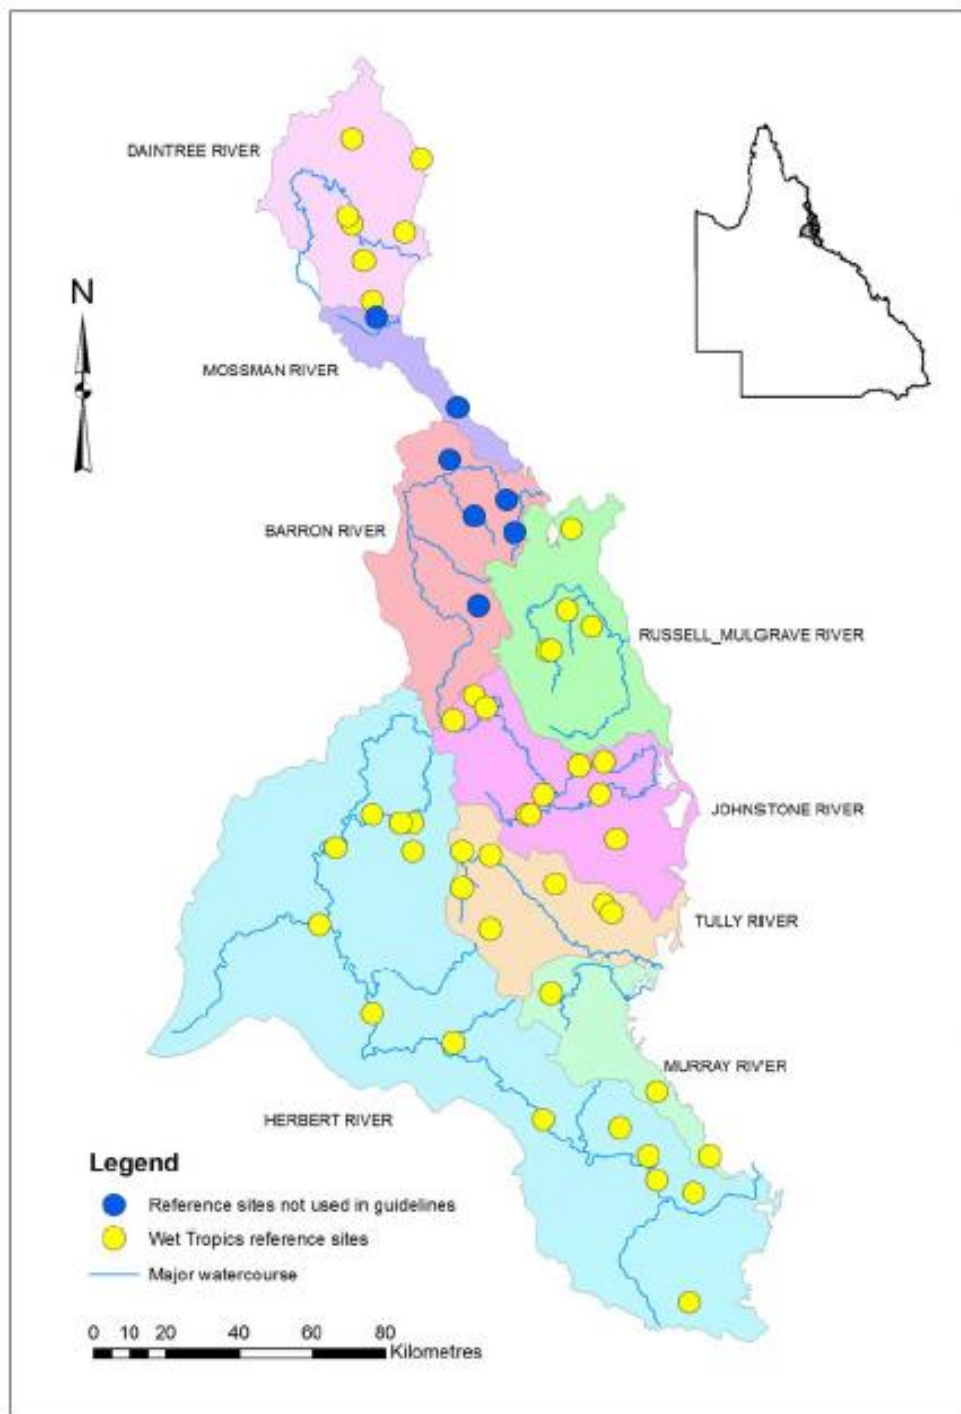 DAINTREE RIVER
N
MOSSMAN RIVER
BARRON RIVER
RUSSELL_MULGRAVE RIVER
JOHNSTONE RIVER
TULLY RIVER
MURRAY RIVER
HERBERT RIVER
Legend
Reference sites not used in guidelines
Wet Tropics reference sites
Major watercourse
0 10 20 40 60 80
Kilometres